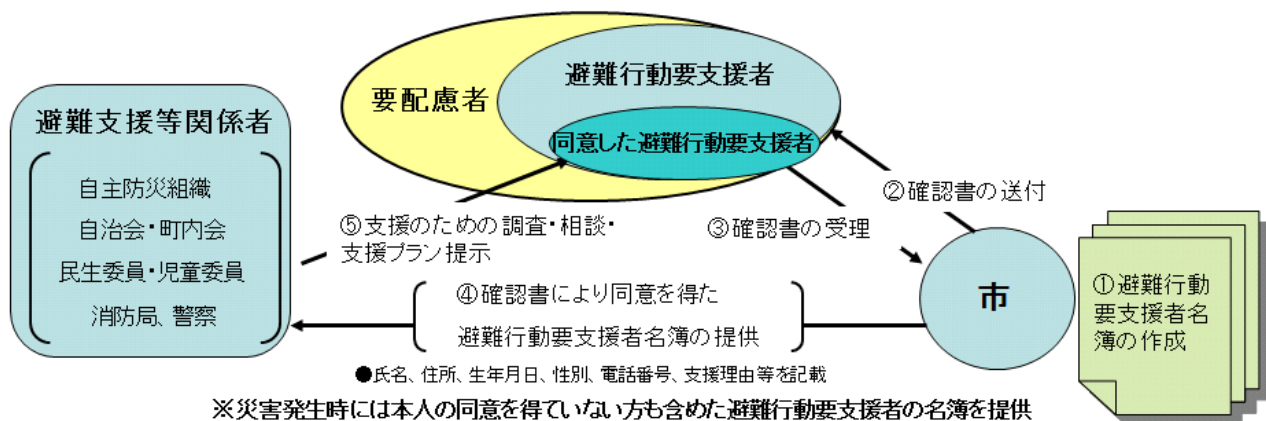 避難支援等関係者
自主防災組織
自治会・町内会
民生委員・児童委員
消防局、警察
要配慮者
避難行動要支援者
同意した避難行動要支援者
②確認書の送付
③確認書の受理
⑤支援のための調査・相談・
支援プラン提示
④確認書により同意を得た
避難行動要支援者名簿の提供
市
①避難行動
要支援者名
簿の作成
●氏名、住所、生年月日、性別、電話番号、支援理由等を記載
※災害発生時には本人の同意を得ていない方も含めた避難行動要支援者の名簿を提供